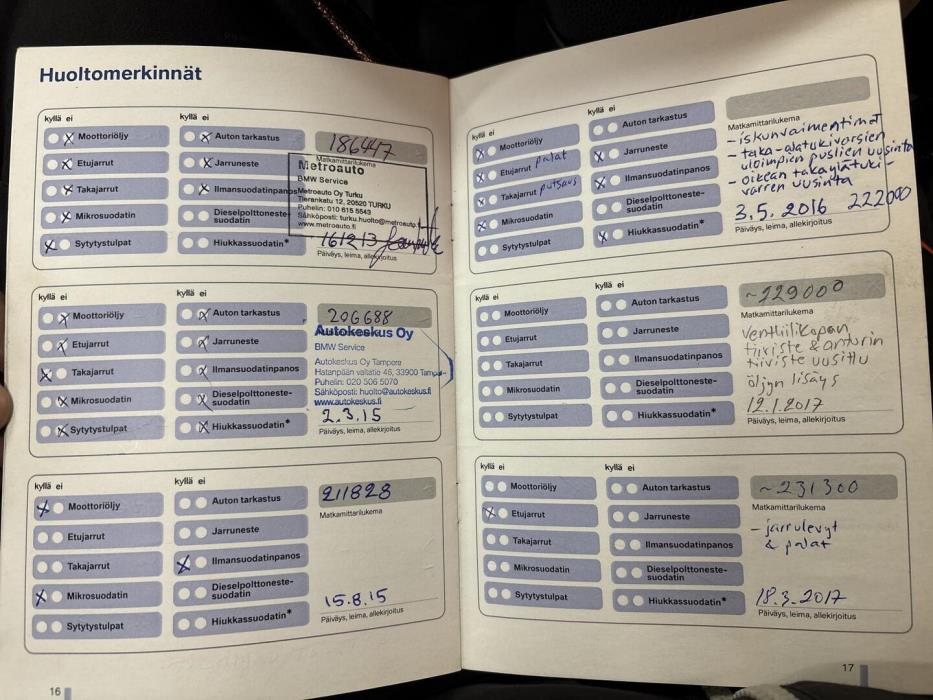 Huoltomerkinnät
kyllä ei
kyllä ei
Moottoriöljy
Auton tarkastus
186447
Matkamittarilukema
Etujarrut
Jarruneste
Takajarrut
Ilmansuodatinpanos
Mikrosuodatin
Dieselpolttoneste-
suodatin
Sytytystulpat
Hiukkassuodatin*
Metroauto
BMW Service
Metroauto Oy Turku
Tierankatu 12, 20520 TURKU
Puhelin: 010 615 5543
Sähköposti: turku.huolto@metroauto.f
www.metroauto.fi
161213
Päiväys, leima, allekirjoitus
kyllä ei
kyllä ei
Moottoriöljy
Auton tarkastus
206688
Etujarrut
Jarruneste
Takajarrut
Ilmansuodatinpanos
Mikrosuodatin
Dieselpolttoneste-
suodatin
Sytytystulpat
Hiukkassuodatin*
Autokeskus Oy
BMW Service
Autokeskus Oy Tampere
Hatanpään valtatie 46, 33900 Tampe
Puhelin: 020 506 5070
Sähköposti: huolto@autokeskus.fi
www.autokeskus.fi
2.3.15
Päiväys, leima, allekirjoitus
kyllä ei
kyllä ei
Moottoriöljy
Auton tarkastus
211828
Matkamittarilukema
Etujarrut
Jarruneste
Takajarrut
Ilmansuodatinpanos
Mikrosuodatin
Dieselpolttoneste-
suodatin
Sytytystulpat
Hiukkassuodatin*
15.8.15
Päiväys, leima, allekirjoitus
16
kyllä ei
kyllä ei
Moottoriöljy
Auton tarkastus
Matkamittarilukema
Etujarrut palat
Jarruneste
Takajarrut putsaus
Ilmansuodatinpanos
Mikrosuodatin
Dieselpolttoneste-
suodatin
Sytytystulpat
Hiukkassuodatin*
- iskunvaimentimet
- taka-alatukivarsien
uloimpien puslien uusinta
- oikean takaylätuki-
varren uusinta
3.5.2016 222000
Päiväys, leima, allekirjoitus
kyllä ei
kyllä ei
Moottoriöljy
Auton tarkastus
~229000
Matkamittarilukema
Etujarrut
Jarruneste
Takajarrut
Ilmansuodatinpanos
Mikrosuodatin
Dieselpolttoneste-
suodatin
Sytytystulpat
Hiukkassuodatin*
Venttiilikopan
tiiviste & anturin
tiiviste uusittu
öljyn lisäys
12.1.2017
Päiväys, leima, allekirjoitus
kyllä ei
kyllä ei
Moottoriöljy
Auton tarkastus
~231300
Matkamittarilukema
Etujarrut
Jarruneste
Takajarrut
Ilmansuodatinpanos
Mikrosuodatin
Dieselpolttoneste-
suodatin
Sytytystulpat
Hiukkassuodatin*
- jarrulevyt
& palat
18.3.2017
Päiväys, leima, allekirjoitus
17